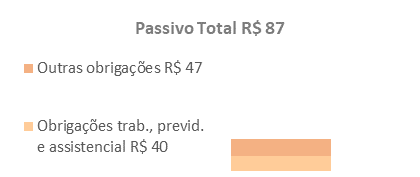 Passivo Total R$ 87
Outras obrigações R$ 47
Obrigações trab., previd.
e assistencial R$ 40